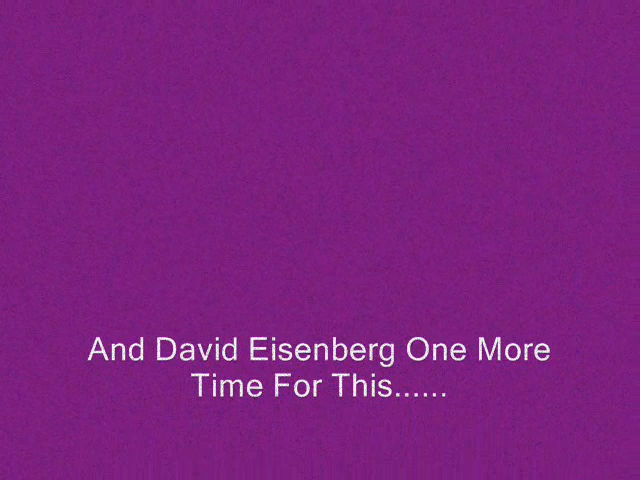 And David Eisenberg One More
Time For This......